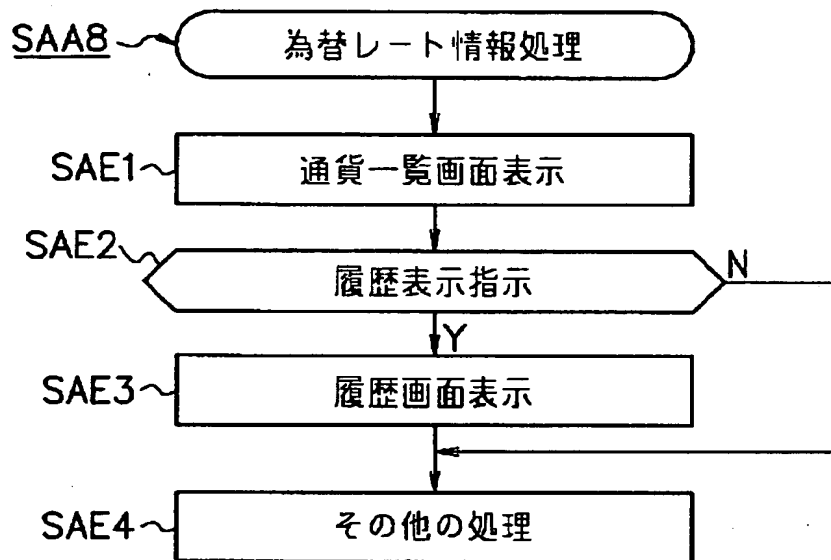 SAA8 為替レート情報処理
SAE1 通貨一覧画面表示
SAE2 履歴表示指示 N
Y
SAE3 履歴画面表示
SAE4 その他の処理